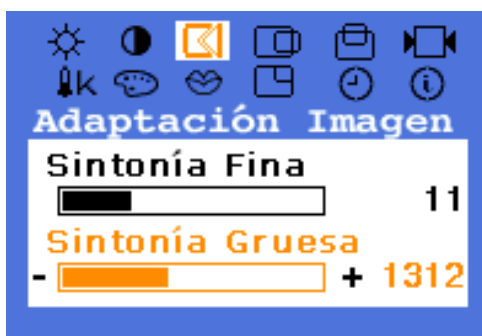 k
Adaptación Imagen
Sintonía Fina
11
Sintonía Gruesa
- + 1312